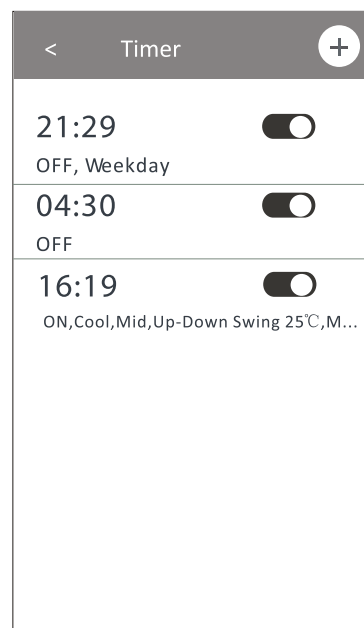 < Timer +
21:29
OFF, Weekday
04:30
OFF
16:19
ON,Cool,Mid,Up-Down Swing 25℃,M...